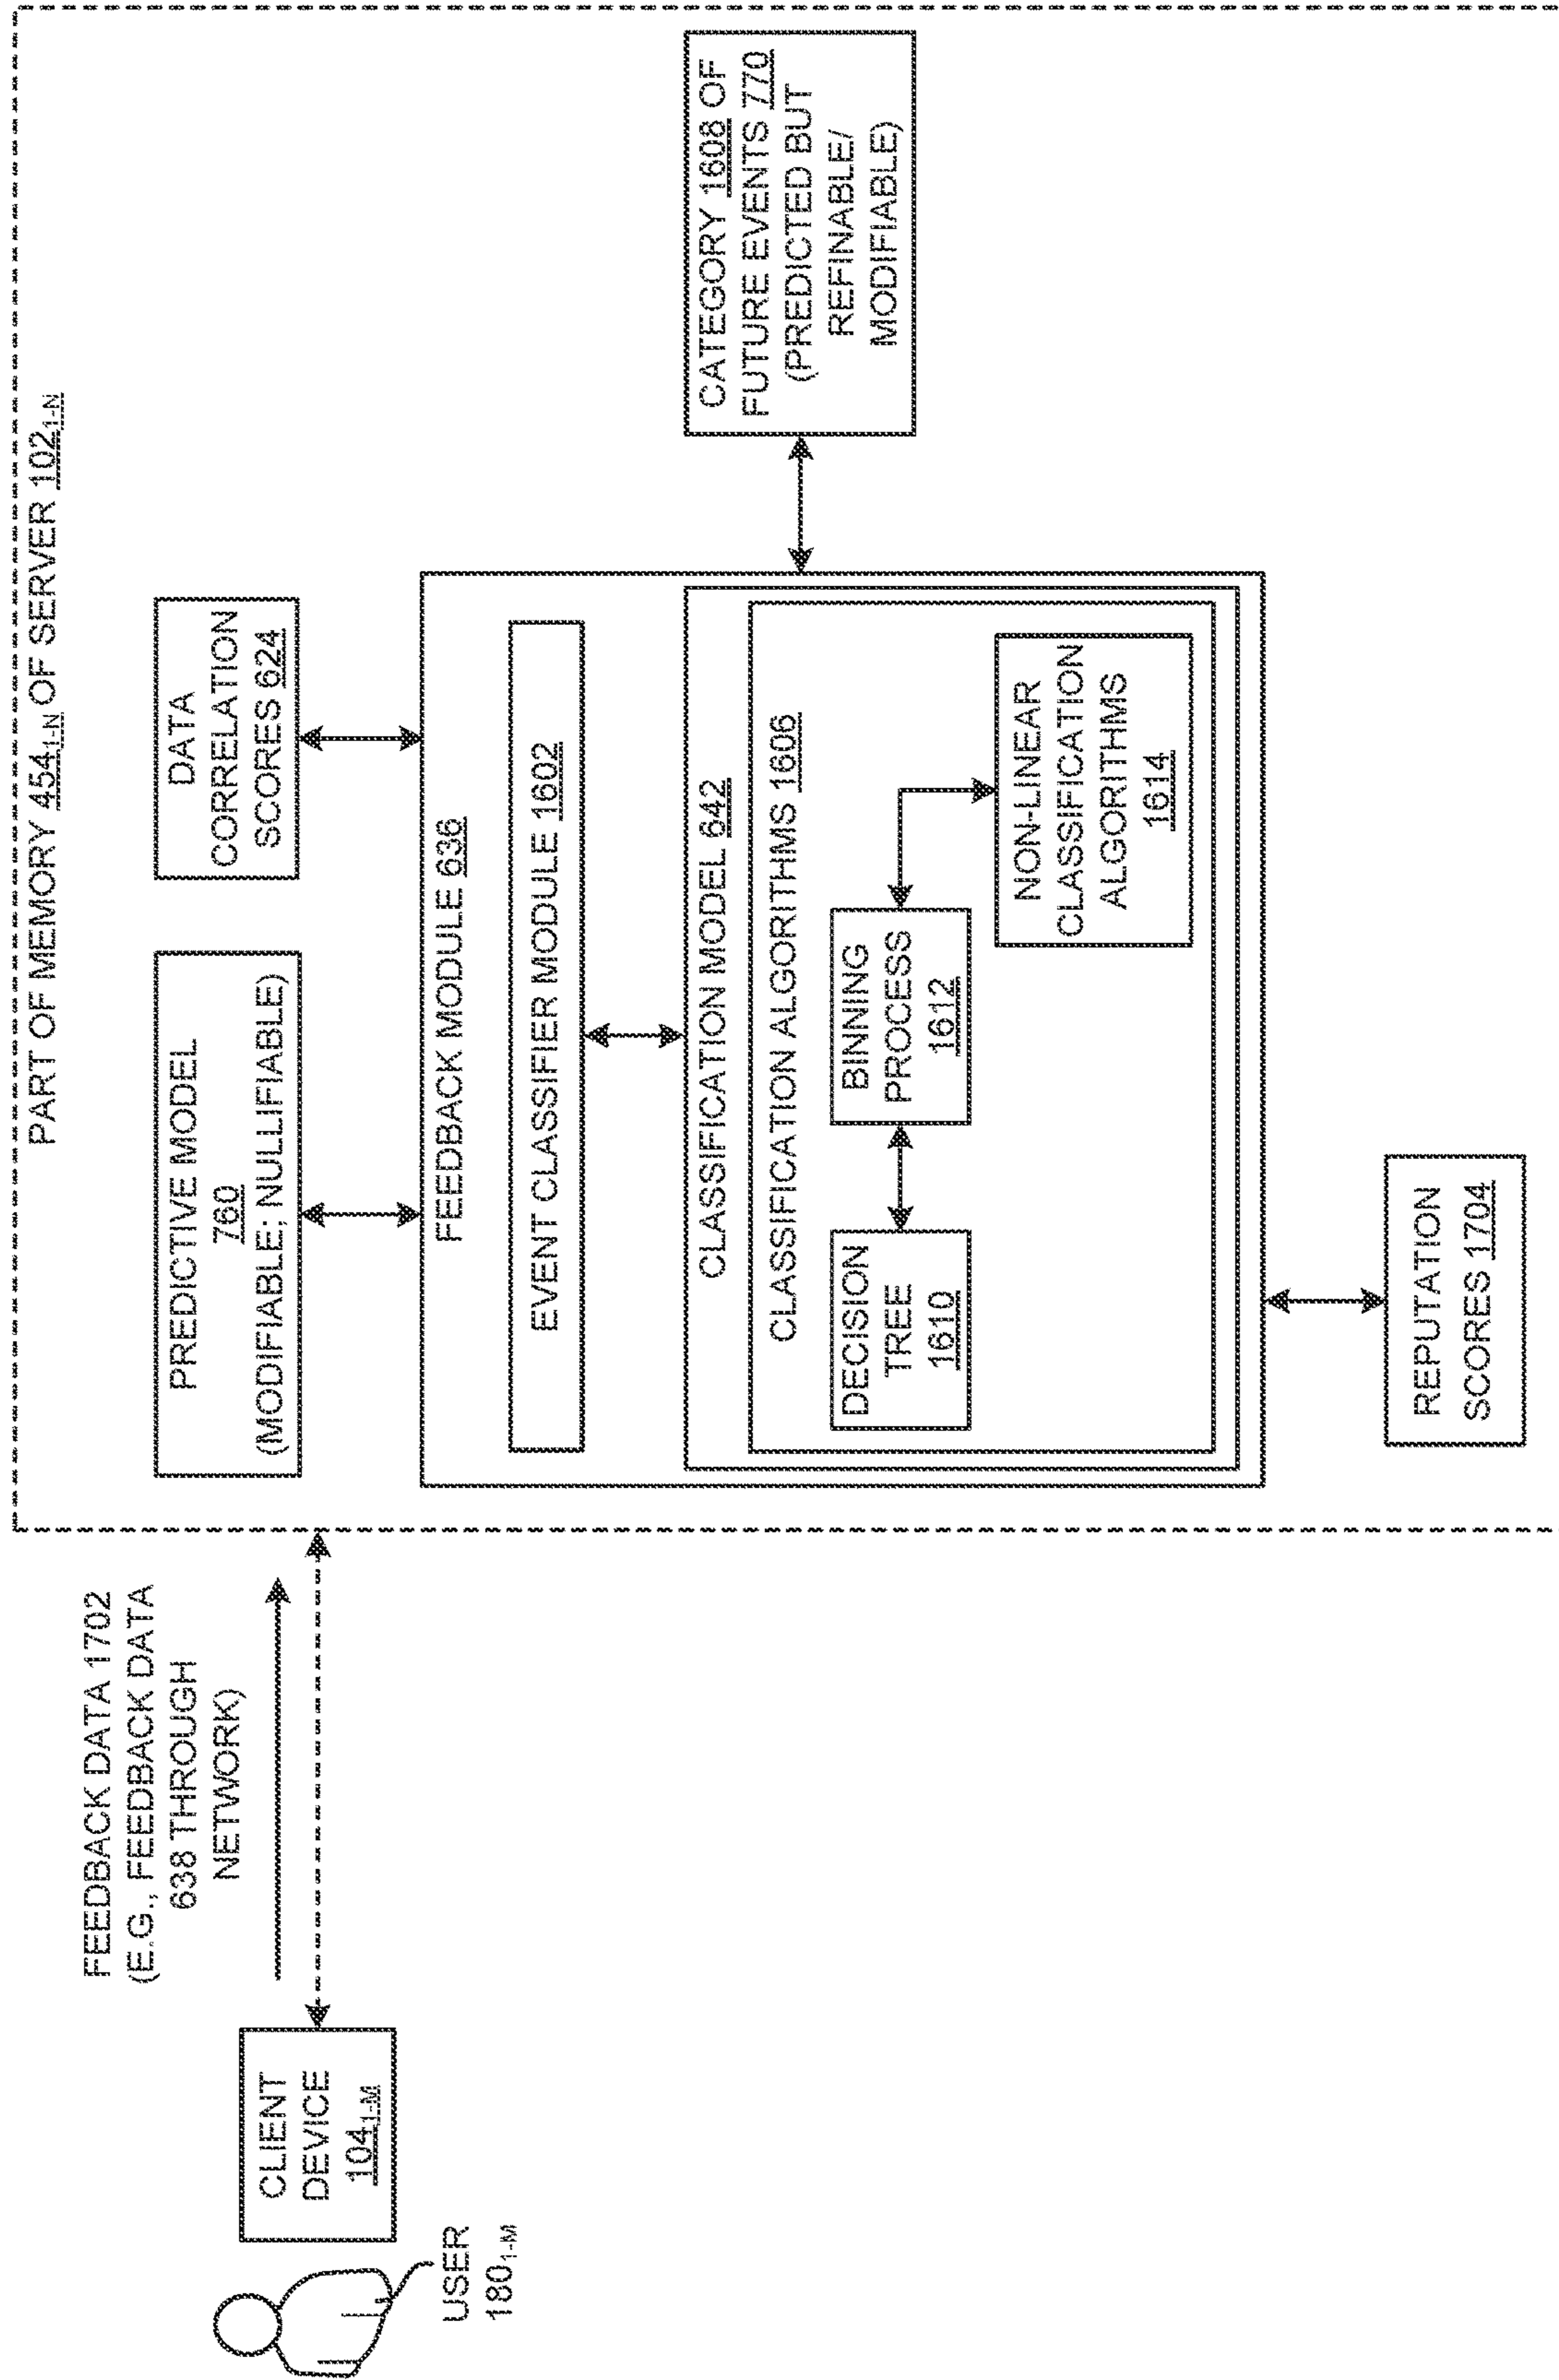 PART OF MEMORY 454₁₋N OF SERVER 102₁₋N
FEEDBACK DATA 1702
(E.G., FEEDBACK DATA
638 THROUGH
NETWORK)
CLIENT
DEVICE
104₁₋M
USER
180₁₋M
PREDICTIVE MODEL
760
(MODIFIABLE; NULLIFIABLE)
DATA
CORRELATION
SCORES 624
FEEDBACK MODULE 636
EVENT CLASSIFIER MODULE 1602
CLASSIFICATION MODEL 642
CLASSIFICATION ALGORITHMS 1606
DECISION
TREE
1610
BINNING
PROCESS
1612
NON-LINEAR
CLASSIFICATION
ALGORITHMS
1614
CATEGORY 1608 OF
FUTURE EVENTS 770
(PREDICTED BUT
REFINABLE/
MODIFIABLE)
REPUTATION
SCORES 1704